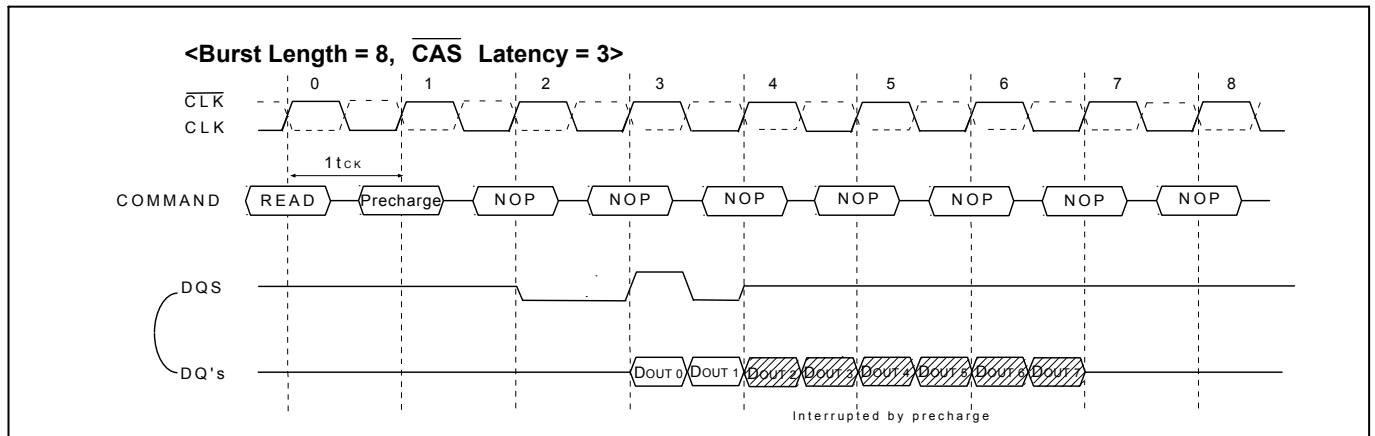 <Burst Length = 8, CAS Latency = 3>
0 1 2 3 4 5 6 7 8
CLK
CLK
1tCK
COMMAND READ Precharge NOP NOP NOP NOP NOP NOP NOP
DQS
DQ's DOUT 0 DOUT 1 DOUT 2 DOUT 3 DOUT 4 DOUT 5 DOUT 6 DOUT 7
Interrupted by precharge